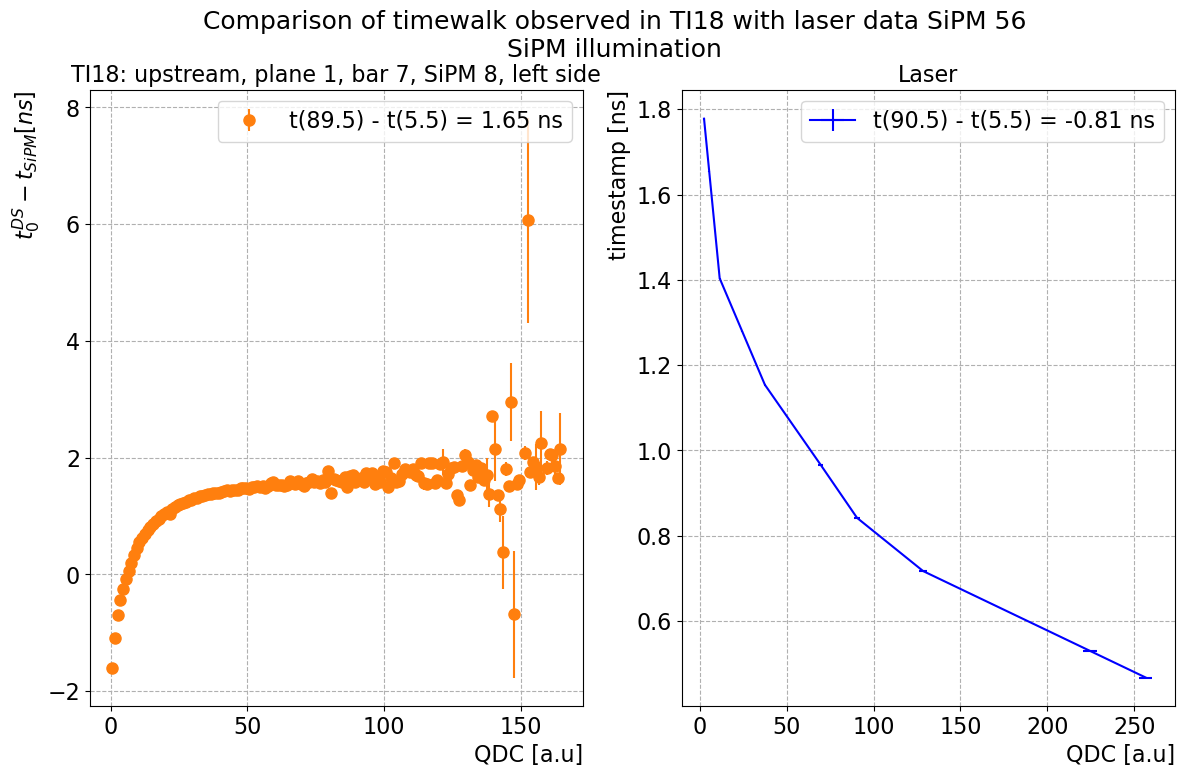 Comparison of timewalk observed in TI18 with laser data SiPM 56
SiPM illumination
TI18: upstream, plane 1, bar 7, SiPM 8, left side
t(89.5) - t(5.5) = 1.65 ns
t_0^{DS} − t_{SiPM}[ns]
8
6
4
2
0
−2
0 50 100 150
QDC [a.u]
Laser
t(90.5) - t(5.5) = -0.81 ns
timestamp [ns]
1.8
1.6
1.4
1.2
1.0
0.8
0.6
0 50 100 150 200 250
QDC [a.u]